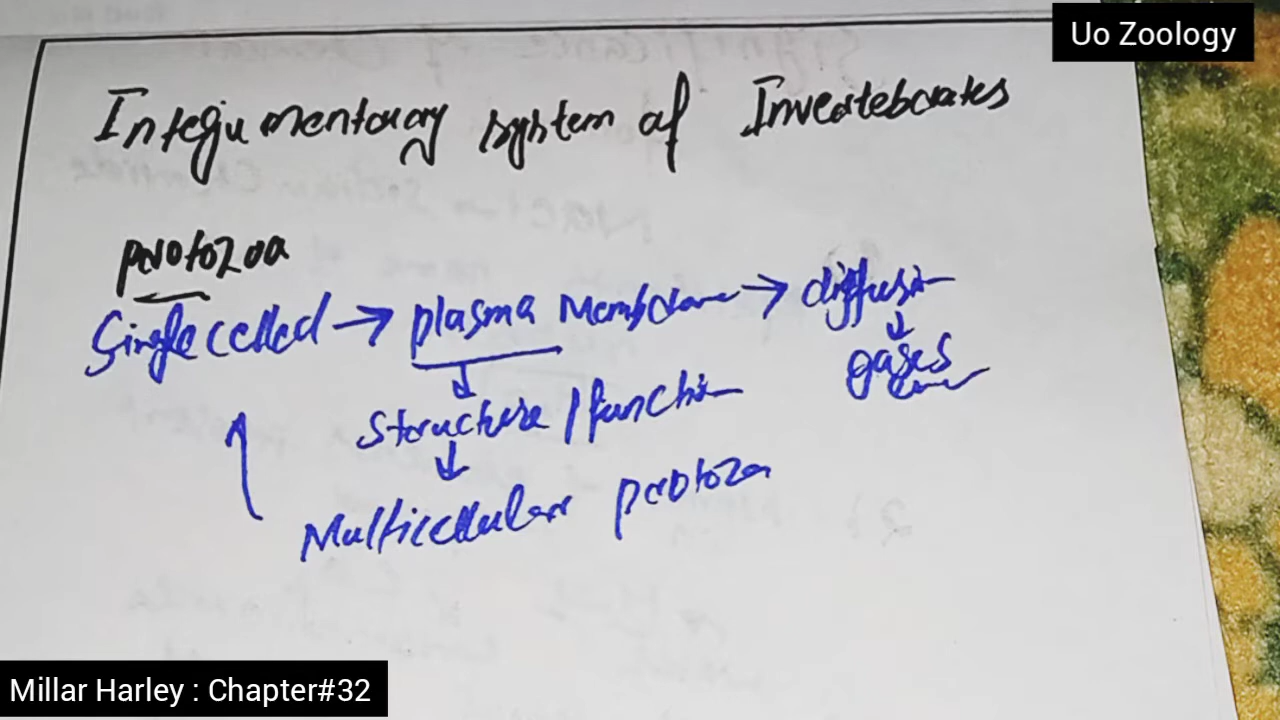 Uo Zoology
Integumentary system of Invertebrates
protozoa
Single celled → plasma Membrane → diffusion
↓
gases
↓
Structure / function
↓
Multicellular protoza
Millar Harley : Chapter#32